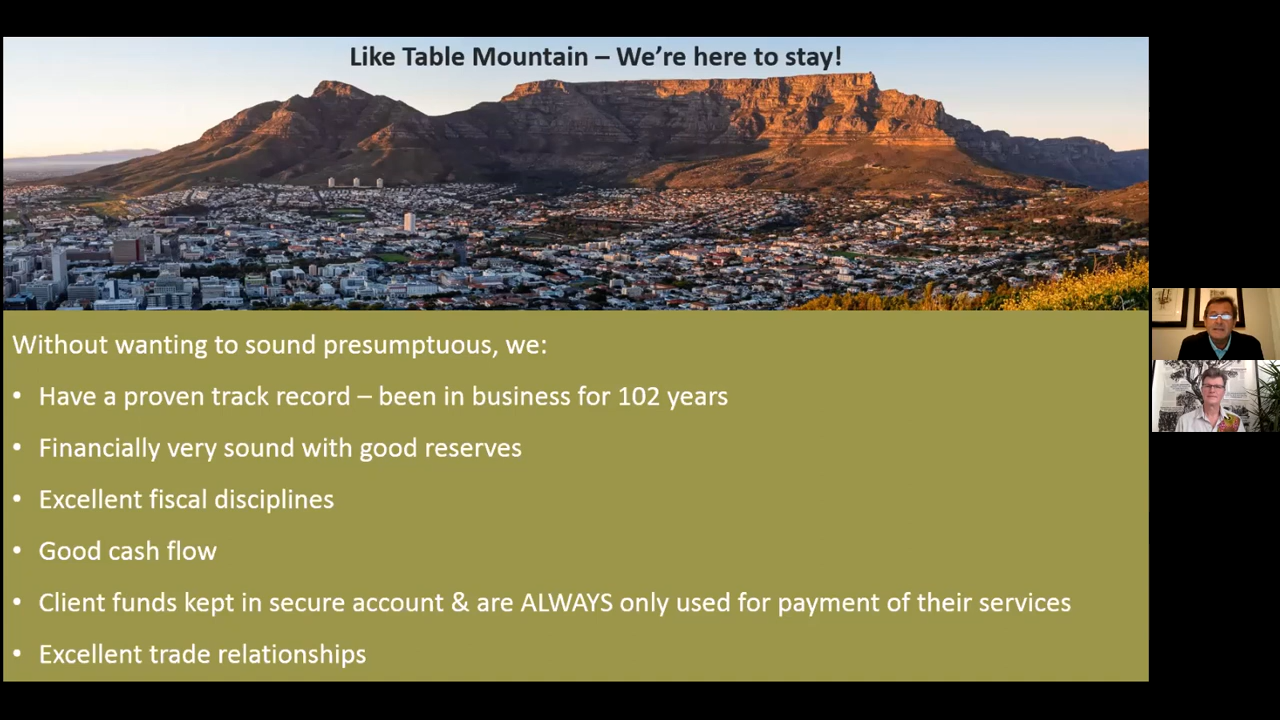 Like Table Mountain – We're here to stay!
Without wanting to sound presumptuous, we:
• Have a proven track record – been in business for 102 years
• Financially very sound with good reserves
• Excellent fiscal disciplines
• Good cash flow
• Client funds kept in secure account & are ALWAYS only used for payment of their services
• Excellent trade relationships